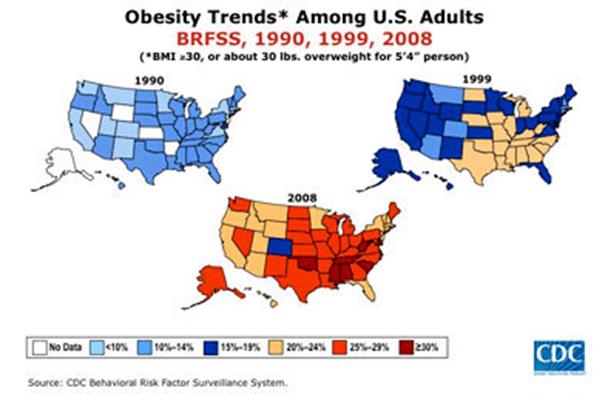 Obesity Trends* Among U.S. Adults
BRFSS, 1990, 1999, 2008
(*BMI ≥30, or about 30 lbs. overweight for 5’4” person)
1990
1999
2008
No Data <10% 10%–14% 15%–19% 20%–24% 25%–29% ≥30%
CDC
Source: CDC Behavioral Risk Factor Surveillance System.